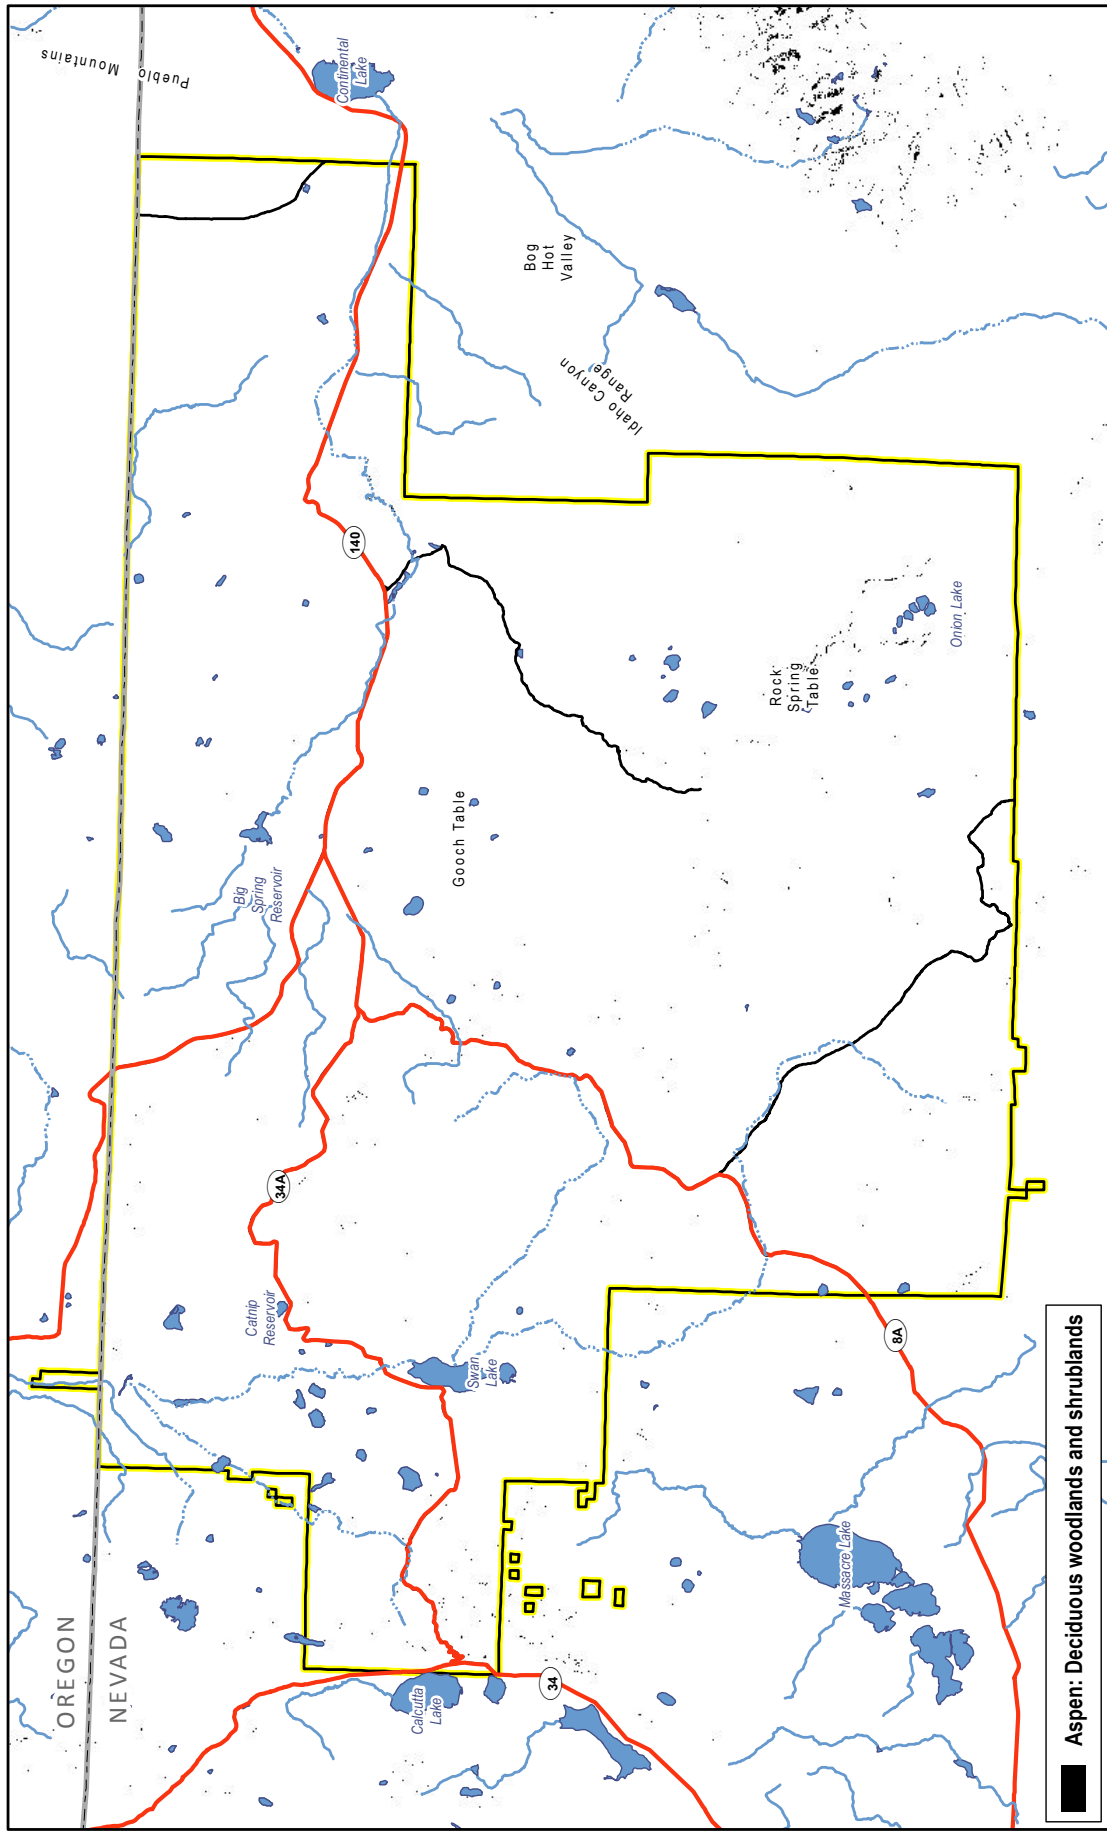 OREGON
NEVADA
Pueblo
Mountains
Continental
Lake
Bog
Hot
Valley
Idaho Canyon
Range
140
Big
Spring
Reservoir
Gooch Table
Rock
Spring
Table
Onion Lake
34A
Catnip
Reservoir
Swan
Lake
8A
Calcutta
Lake
34
Massacre Lake
Aspen: Deciduous woodlands and shrublands